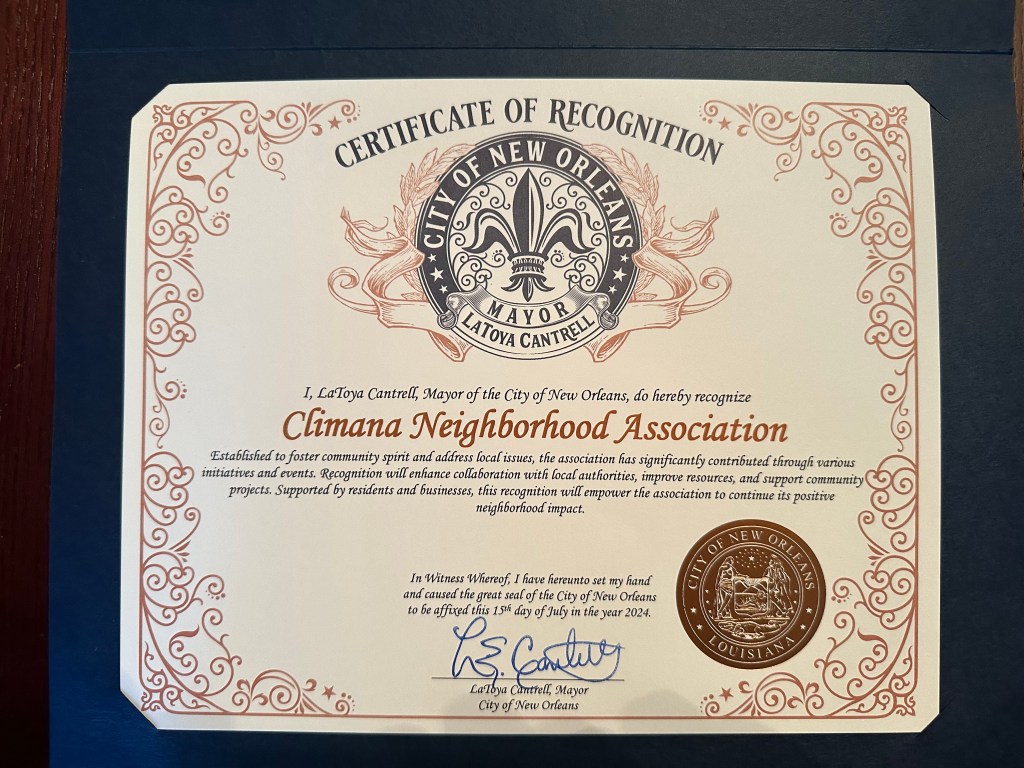 CERTIFICATE OF RECOGNITION
CITY OF NEW ORLEANS
MAYOR
LATOYA CANTRELL
I, LaToya Cantrell, Mayor of the City of New Orleans, do hereby recognize
Climana Neighborhood Association
Established to foster community spirit and address local issues, the association has significantly contributed through various
initiatives and events. Recognition will enhance collaboration with local authorities, improve resources, and support community
projects. Supported by residents and businesses, this recognition will empower the association to continue its positive
neighborhood impact.
In Witness Whereof, I have hereunto set my hand
and caused the great seal of the City of New Orleans
to be affixed this 15th day of July in the year 2024.
CITY OF NEW ORLEANS
LOUISIANA
L E. Cantrell
LaToya Cantrell, Mayor
City of New Orleans